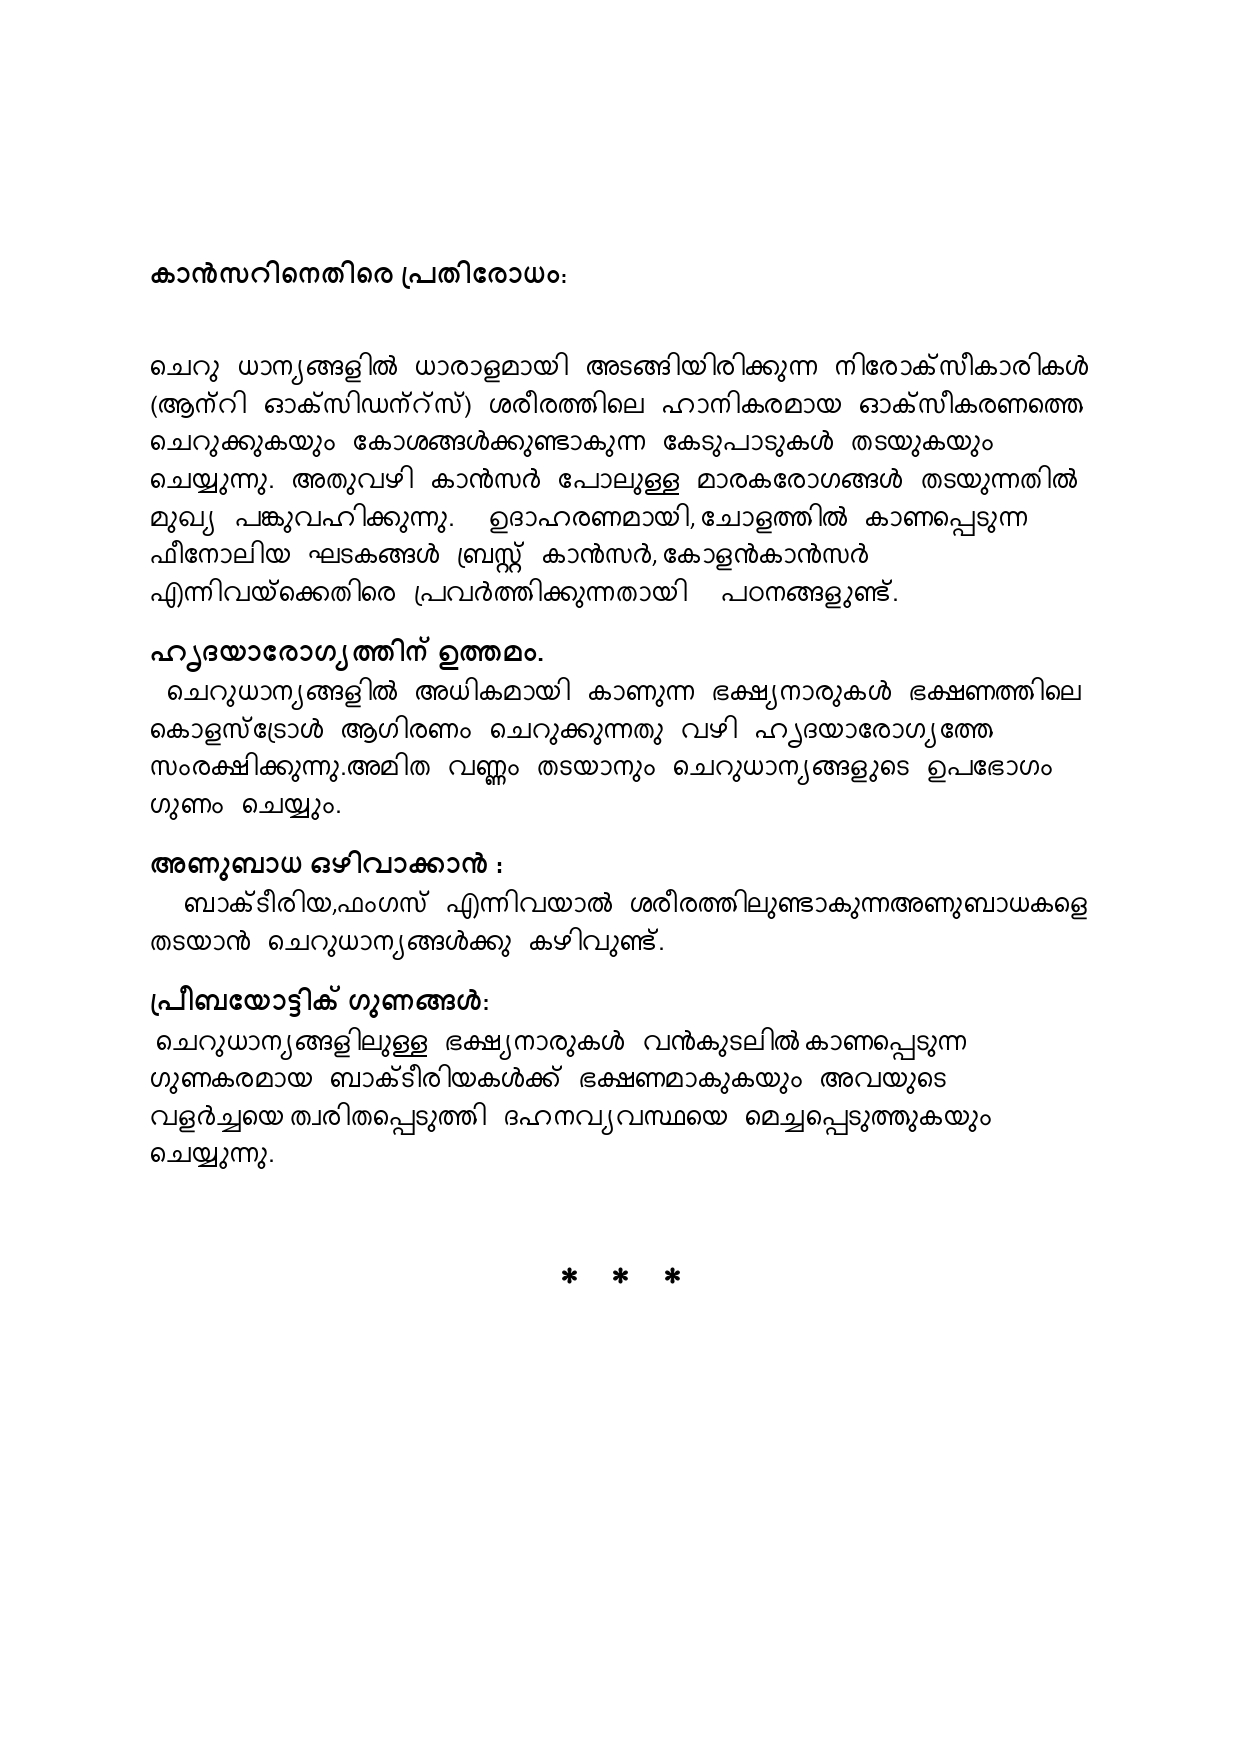 കാൻസറിനെതിരെ പ്രതിരോധം:
ചെറു ധാന്യങ്ങളിൽ ധാരാളമായി അടങ്ങിയിരിക്കുന്ന നിരോക്സീകാരികൾ
(ആന്റി ഓക്സിഡന്റ്സ്) ശരീരത്തിലെ ഹാനികരമായ ഓക്സീകരണത്തെ
ചെറുക്കുകയും കോശങ്ങൾക്കുണ്ടാകുന്ന കേടുപാടുകൾ തടയുകയും
ചെയ്യുന്നു. അതുവഴി കാൻസർ പോലുള്ള മാരകരോഗങ്ങൾ തടയുന്നതിൽ
മുഖ്യ പങ്കുവഹിക്കുന്നു. ഉദാഹരണമായി, ചോളത്തിൽ കാണപ്പെടുന്ന
ഫീനോലിയ ഘടകങ്ങൾ ബ്രസ്റ്റ് കാൻസർ, കോളൻകാൻസർ
എന്നിവയ്ക്കെതിരെ പ്രവർത്തിക്കുന്നതായി പഠനങ്ങളുണ്ട്.
ഹൃദയാരോഗ്യത്തിന് ഉത്തമം.
ചെറുധാന്യങ്ങളിൽ അധികമായി കാണുന്ന ഭക്ഷ്യനാരുകൾ ഭക്ഷണത്തിലെ
കൊളസ്ട്രോൾ ആഗിരണം ചെറുക്കുന്നതു വഴി ഹൃദയാരോഗ്യത്തേ
സംരക്ഷിക്കുന്നു.അമിത വണ്ണം തടയാനും ചെറുധാന്യങ്ങളുടെ ഉപഭോഗം
ഗുണം ചെയ്യും.
അണുബാധ ഒഴിവാക്കാൻ :
ബാക്ടീരിയ,ഫംഗസ് എന്നിവയാൽ ശരീരത്തിലുണ്ടാകുന്നഅണുബാധകളെ
തടയാൻ ചെറുധാന്യങ്ങൾക്കു കഴിവുണ്ട്.
പ്രീബയോട്ടിക് ഗുണങ്ങൾ:
ചെറുധാന്യങ്ങളിലുള്ള ഭക്ഷ്യനാരുകൾ വൻകുടലിൽ കാണപ്പെടുന്ന
ഗുണകരമായ ബാക്ടീരിയകൾക്ക് ഭക്ഷണമാകുകയും അവയുടെ
വളർച്ചയെ ത്വരിതപ്പെടുത്തി ദഹനവ്യവസ്ഥയെ മെച്ചപ്പെടുത്തുകയും
ചെയ്യുന്നു.
* * *